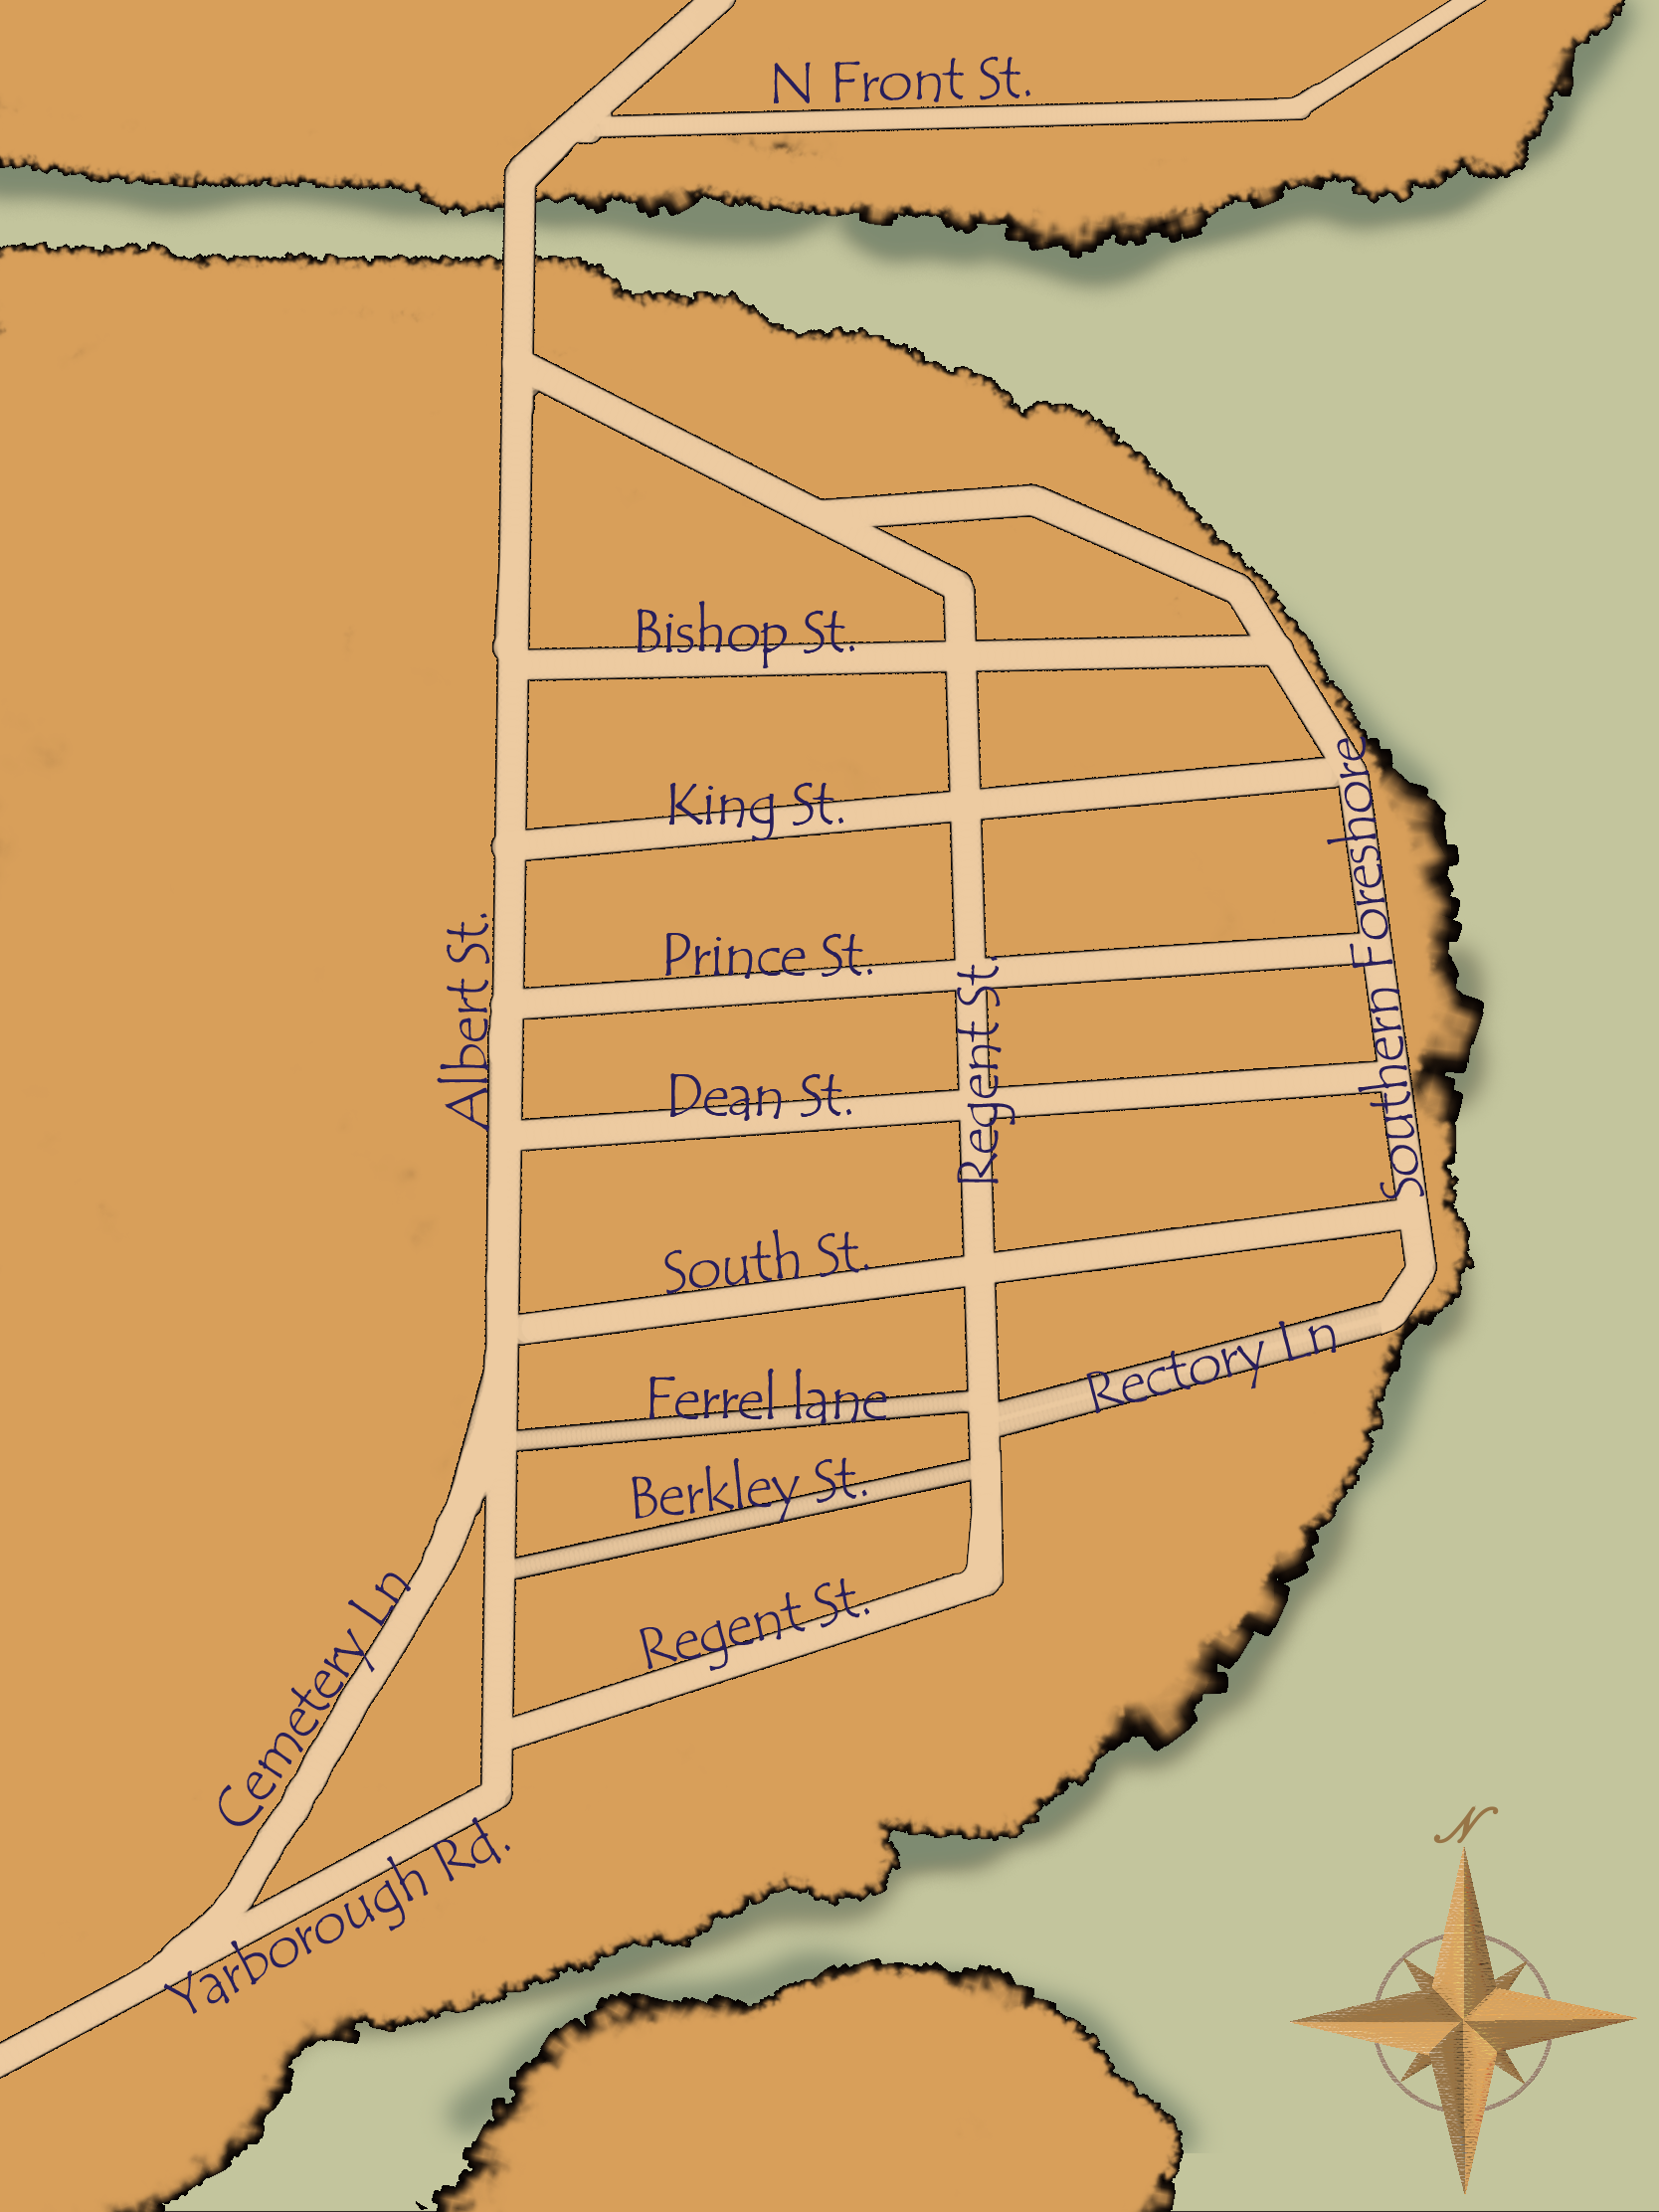 N Front St.
Bishop St.
King St.
Southern Foreshore
Albert St.
Prince St.
Regent St.
Dean St.
South St.
Rectory Ln
Ferrel lane
Berkley St.
Cemetery Ln
Regent St.
Yarborough Rd.
N